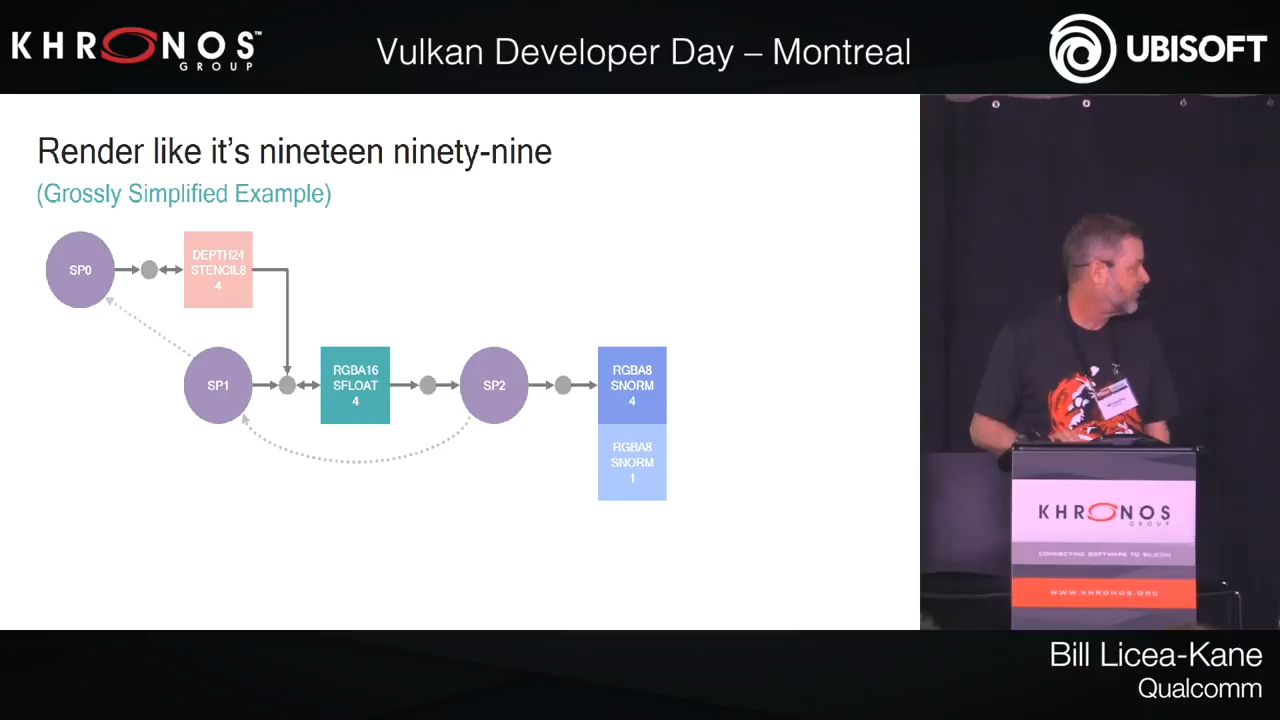 KHRONOS™
GROUP
Vulkan Developer Day – Montreal
UBISOFT
Render like it's nineteen ninety-nine
(Grossly Simplified Example)
SP0
DEPTH24
STENCIL8
4
SP1
RGBA16
SFLOAT
4
SP2
RGBA8
SNORM
4
RGBA8
SNORM
1
KHRONOS
GROUP
CONNECTING SOFTWARE TO SILICON
WWW.KHRONOS.ORG
Bill Licea-Kane
Qualcomm